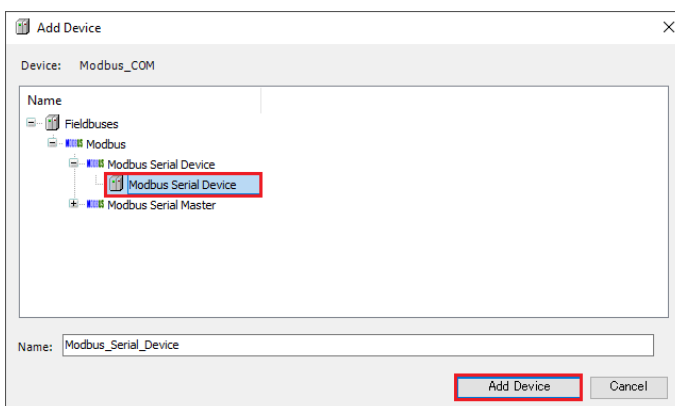 Add Device
Device: Modbus_COM
Name
Fieldbuses
Modbus
Modbus Serial Device
Modbus Serial Device
Modbus Serial Master
Name: Modbus_Serial_Device
Add Device Cancel